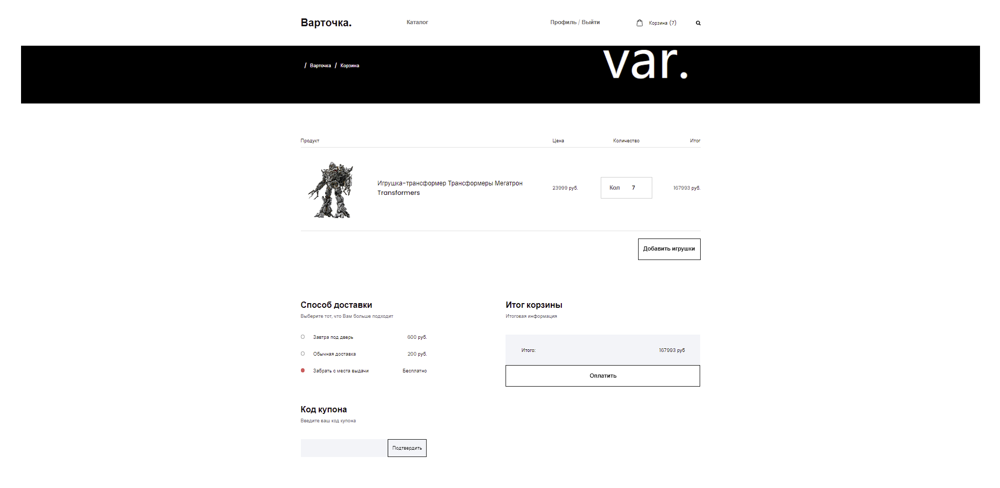 Варточка.
Каталог
Профиль / Выйти
Корзина (7)
var.
/ Варточка / Корзина
Продукт
Цена
Количество
Итог
Игрушка-трансформер Трансформеры Мегатрон
Transformers
23999 руб.
Кол 7
167993 руб.
Добавить игрушки
Способ доставки
Выберите тот, что Вам больше подходит
Завтра под дверь
600 руб.
Обычная доставка
200 руб.
Забрать с места выдачи
Бесплатно
Итог корзины
Итоговая информация
Итого:
167993 руб
Оплатить
Код купона
Введите ваш код купона
Подтвердить